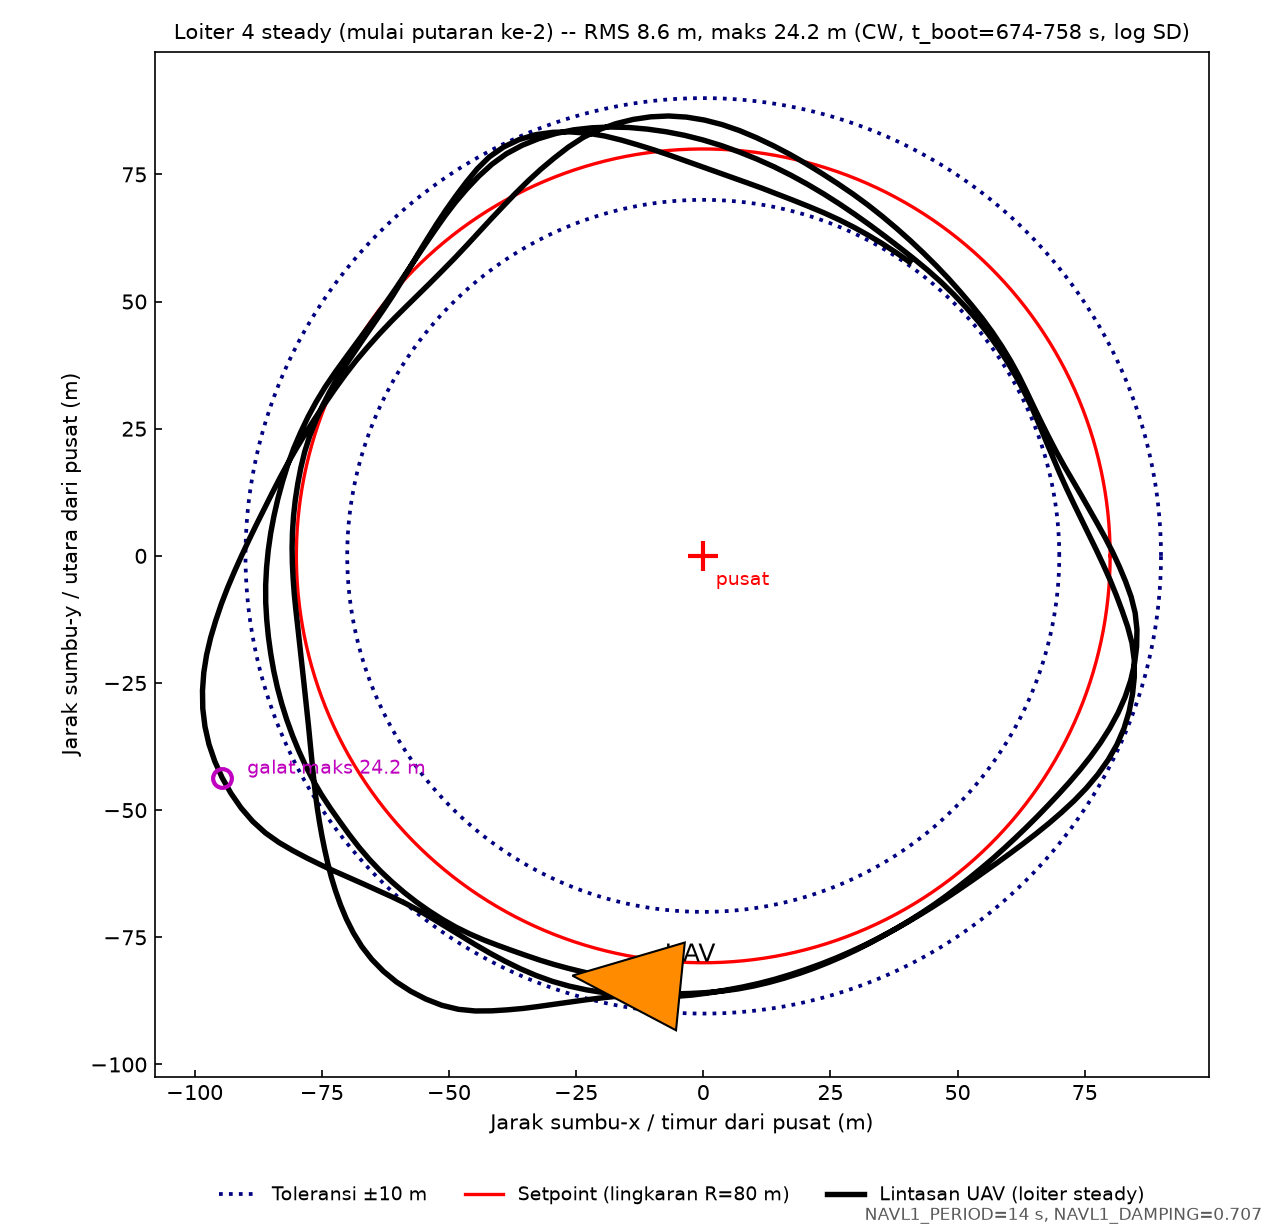 Loiter 4 steady (mulai putaran ke-2) -- RMS 8.6 m, maks 24.2 m (CW, t_boot=674-758 s, log SD)
Jarak sumbu-y / utara dari pusat (m)
75
50
25
0
−25
−50
−75
−100
pusat
galat maks 24.2 m
UAV
−100
−75
−50
−25
0
25
50
75
Jarak sumbu-x / timur dari pusat (m)
Toleransi ±10 m
Setpoint (lingkaran R=80 m)
Lintasan UAV (loiter steady)
NAVL1_PERIOD=14 s, NAVL1_DAMPING=0.707